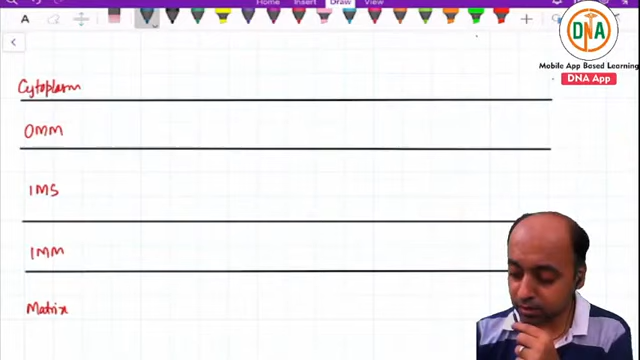 Home Insert Draw View
DNA
Mobile App Based Learning
DNA App
Cytoplasm
OMM
IMS
IMM
Matrix